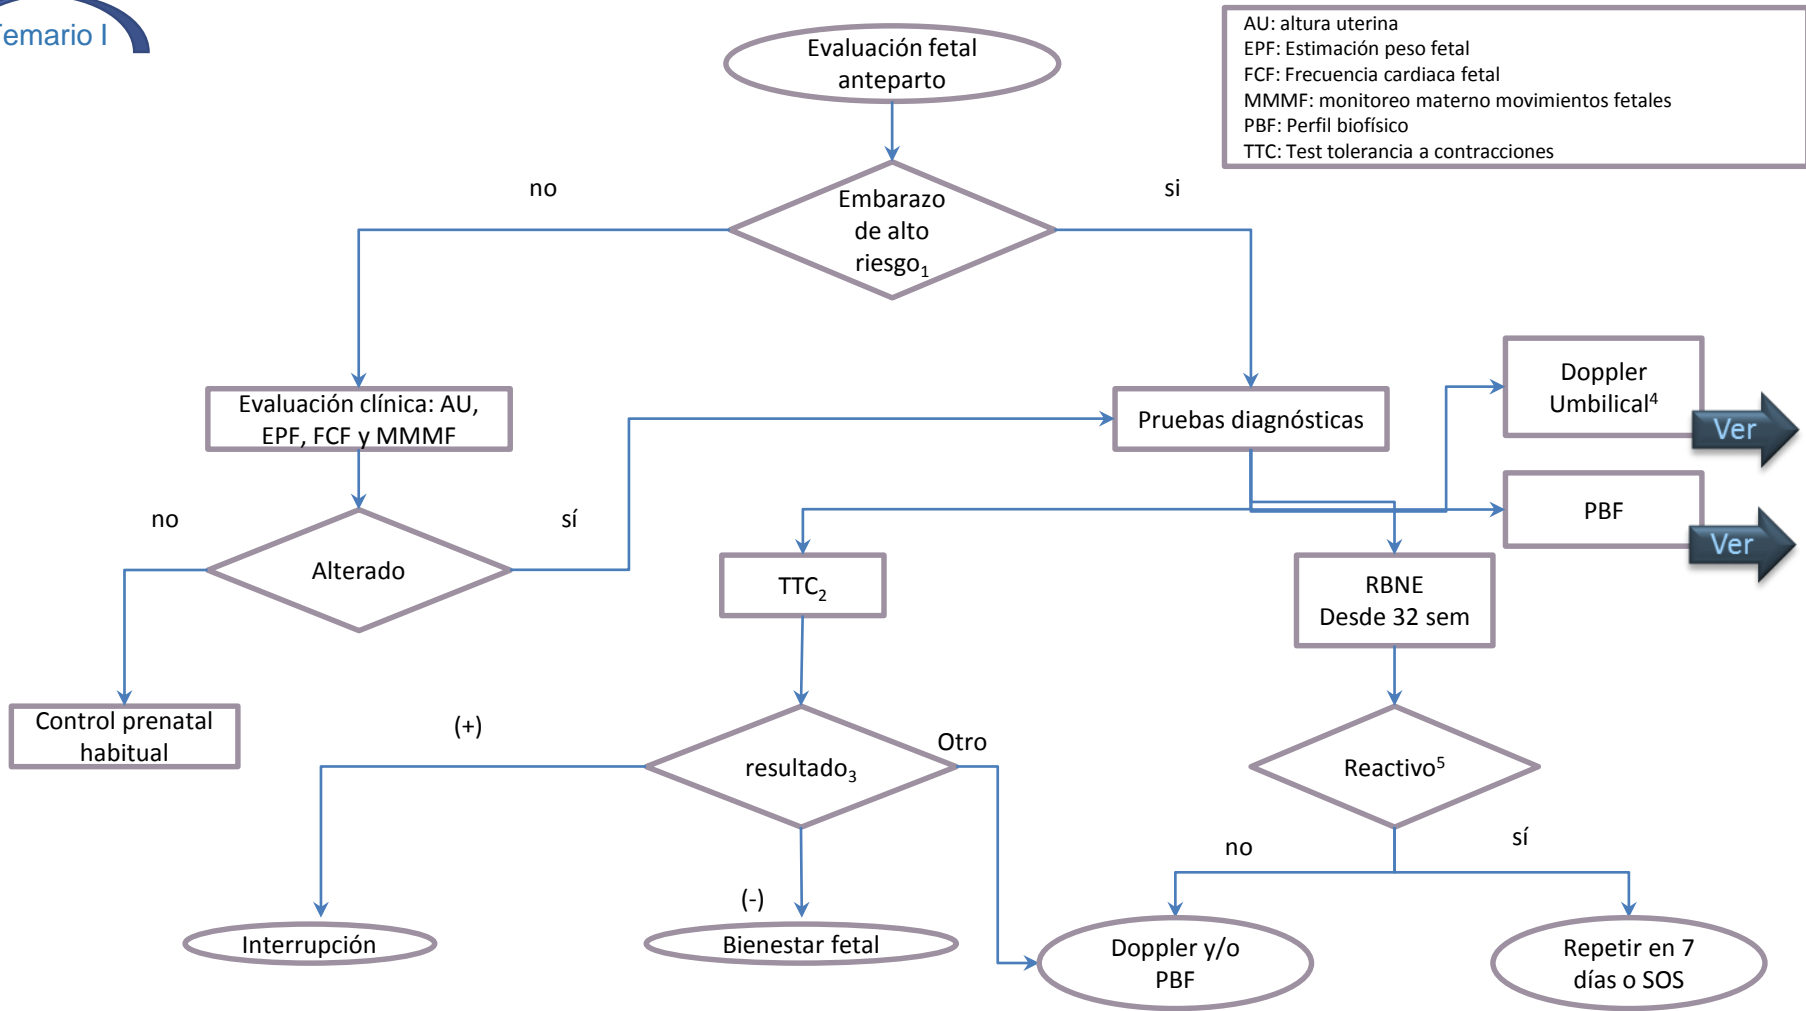 Temario I
Evaluación fetal
anteparto
AU: altura uterina
EPF: Estimación peso fetal
FCF: Frecuencia cardiaca fetal
MMMF: monitoreo materno movimientos fetales
PBF: Perfil biofísico
TTC: Test tolerancia a contracciones
no
si
Embarazo
de alto
riesgo1
Evaluación clínica: AU,
EPF, FCF y MMMF
Pruebas diagnósticas
Doppler
Umbilical4
Ver
PBF
Ver
no
sí
Alterado
TTC2
RBNE
Desde 32 sem
Control prenatal
habitual
(+)
resultado3
Otro
Reactivo5
(-)
no
sí
Interrupción
Bienestar fetal
Doppler y/o
PBF
Repetir en 7
días o SOS